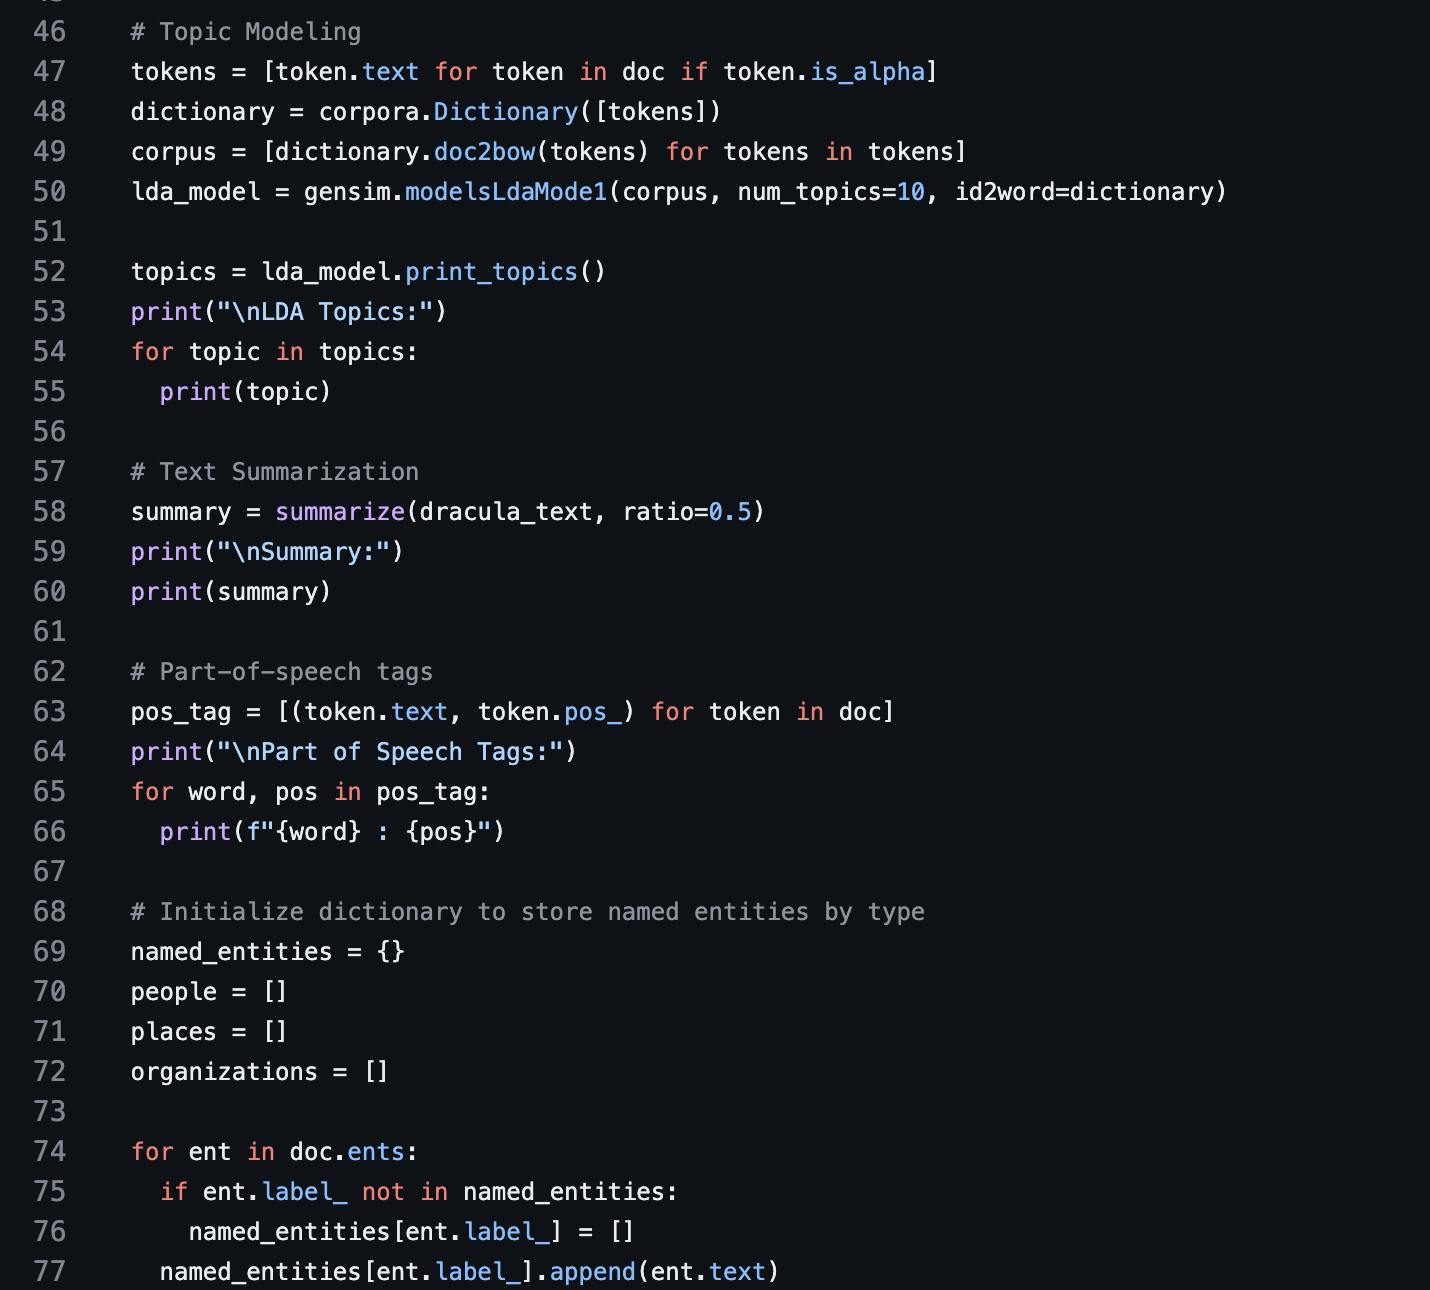 46 # Topic Modeling
47 tokens = [token.text for token in doc if token.is_alpha]
48 dictionary = corpora.Dictionary([tokens])
49 corpus = [dictionary.doc2bow(tokens) for tokens in tokens]
50 lda_model = gensim.modelsLdaMode1(corpus, num_topics=10, id2word=dictionary)
51
52 topics = lda_model.print_topics()
53 print("\nLDA Topics:")
54 for topic in topics:
55   print(topic)
56
57 # Text Summarization
58 summary = summarize(dracula_text, ratio=0.5)
59 print("\nSummary:")
60 print(summary)
61
62 # Part-of-speech tags
63 pos_tag = [(token.text, token.pos_) for token in doc]
64 print("\nPart of Speech Tags:")
65 for word, pos in pos_tag:
66   print(f"{word} : {pos}")
67
68 # Initialize dictionary to store named entities by type
69 named_entities = {}
70 people = []
71 places = []
72 organizations = []
73
74 for ent in doc.ents:
75   if ent.label_ not in named_entities:
76     named_entities[ent.label_] = []
77   named_entities[ent.label_].append(ent.text)